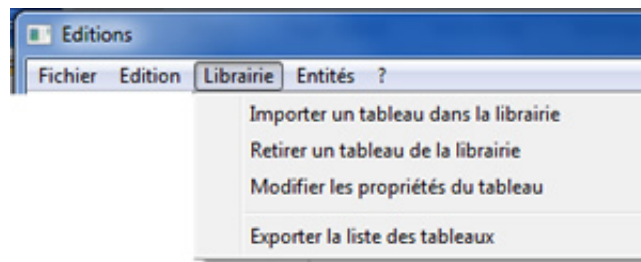 Editions
Fichier Edition Librairie Entités ?
Importer un tableau dans la librairie
Retirer un tableau de la librairie
Modifier les propriétés du tableau
Exporter la liste des tableaux